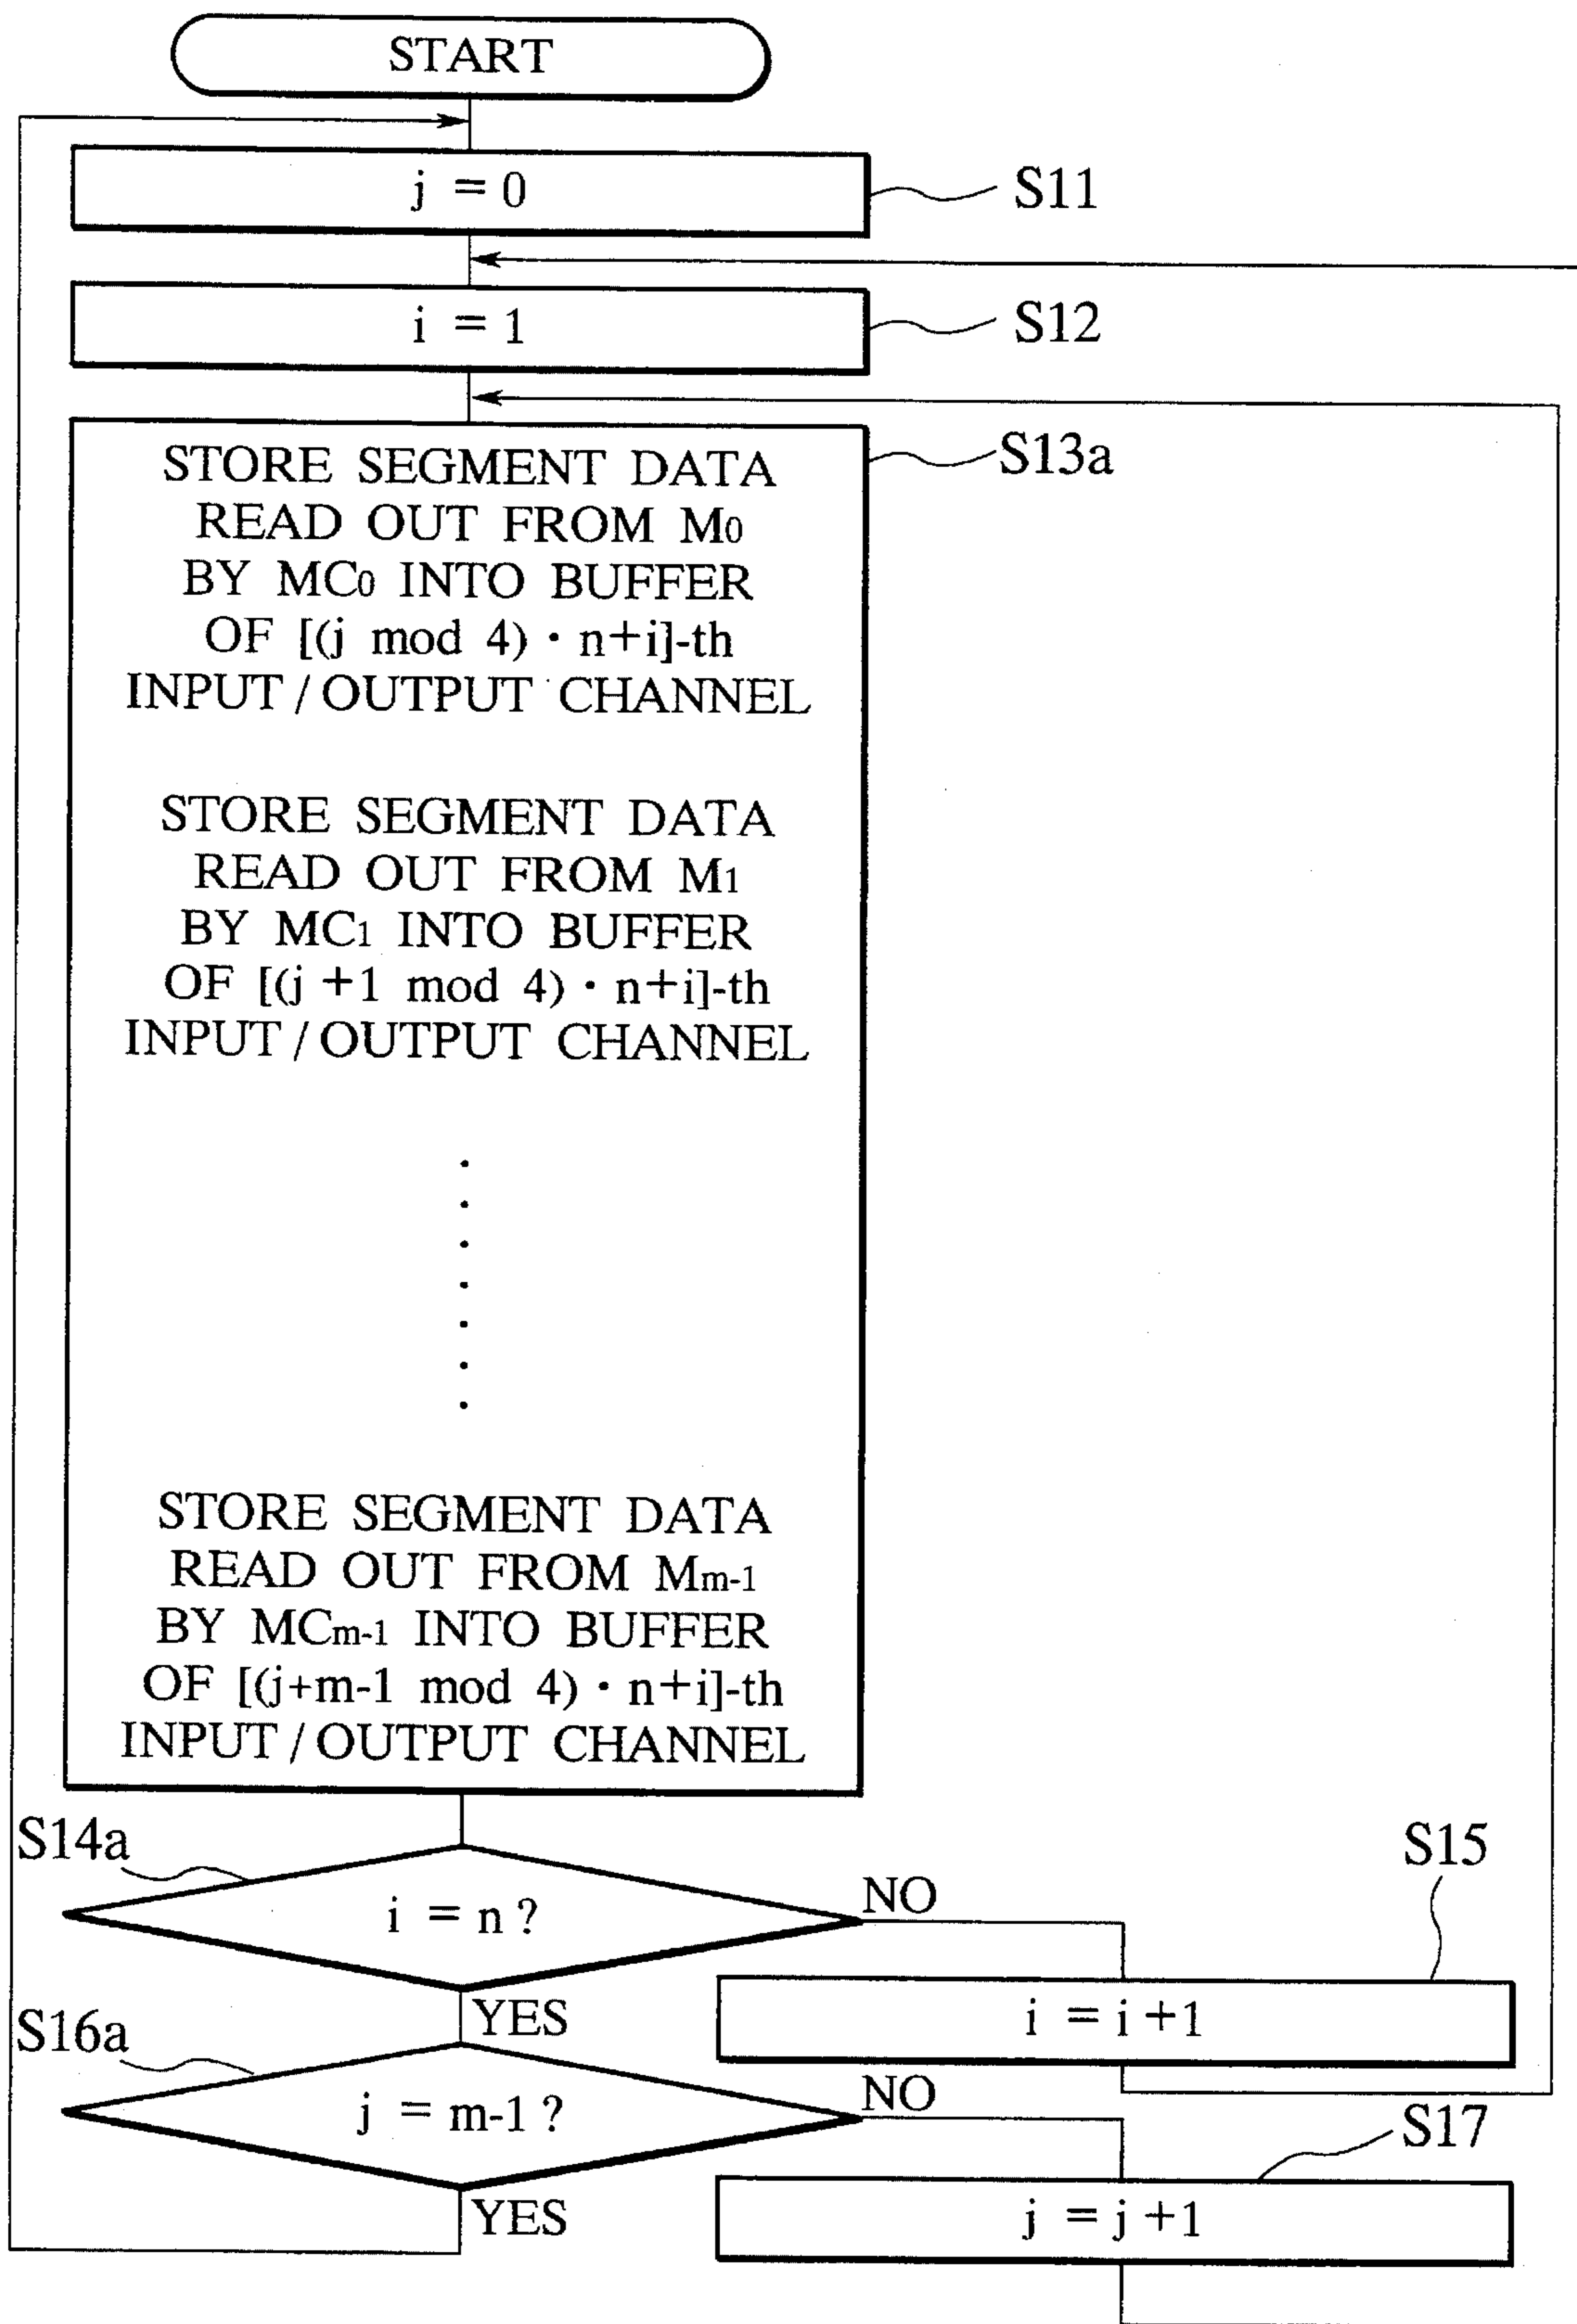 START
j = 0
S11
i = 1
S12
STORE SEGMENT DATA
READ OUT FROM M0
BY MC0 INTO BUFFER
OF [(j mod 4) · n+i]-th
INPUT / OUTPUT CHANNEL
S13a
STORE SEGMENT DATA
READ OUT FROM M1
BY MC1 INTO BUFFER
OF [(j +1 mod 4) · n+i]-th
INPUT / OUTPUT CHANNEL
STORE SEGMENT DATA
READ OUT FROM Mm-1
BY MCm-1 INTO BUFFER
OF [(j+m-1 mod 4) · n+i]-th
INPUT / OUTPUT CHANNEL
S14a
i = n ?
NO
S15
YES
i = i +1
S16a
j = m-1 ?
NO
S17
YES
j = j +1